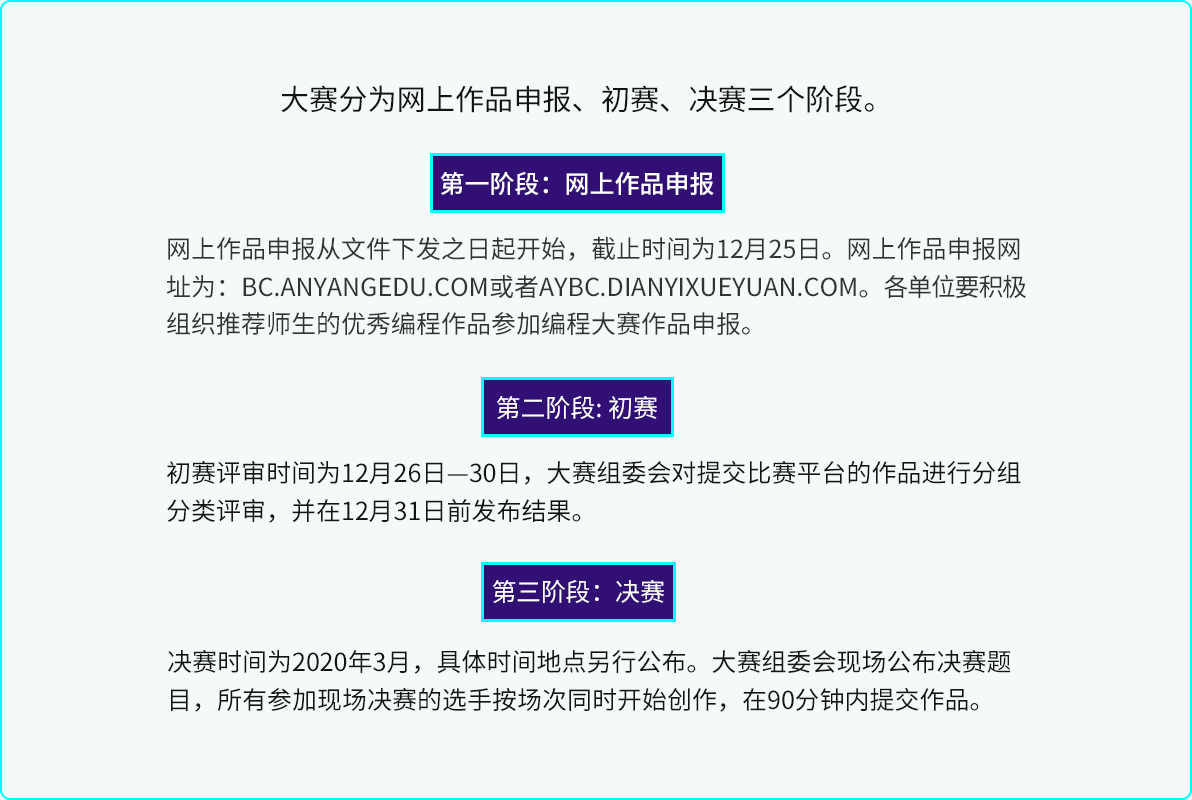 大赛分为网上作品申报、初赛、决赛三个阶段。
第一阶段：网上作品申报
网上作品申报从文件下发之日起开始，截止时间为12月25日。网上作品申报网
址为：BC.ANYANGEDU.COM或者AYBC.DIANYIXUEYUAN.COM。各单位要积极
组织推荐师生的优秀编程作品参加编程大赛作品申报。
第二阶段: 初赛
初赛评审时间为12月26日—30日，大赛组委会对提交比赛平台的作品进行分组
分类评审，并在12月31日前发布结果。
第三阶段：决赛
决赛时间为2020年3月，具体时间地点另行公布。大赛组委会现场公布决赛题
目，所有参加现场决赛的选手按场次同时开始创作，在90分钟内提交作品。